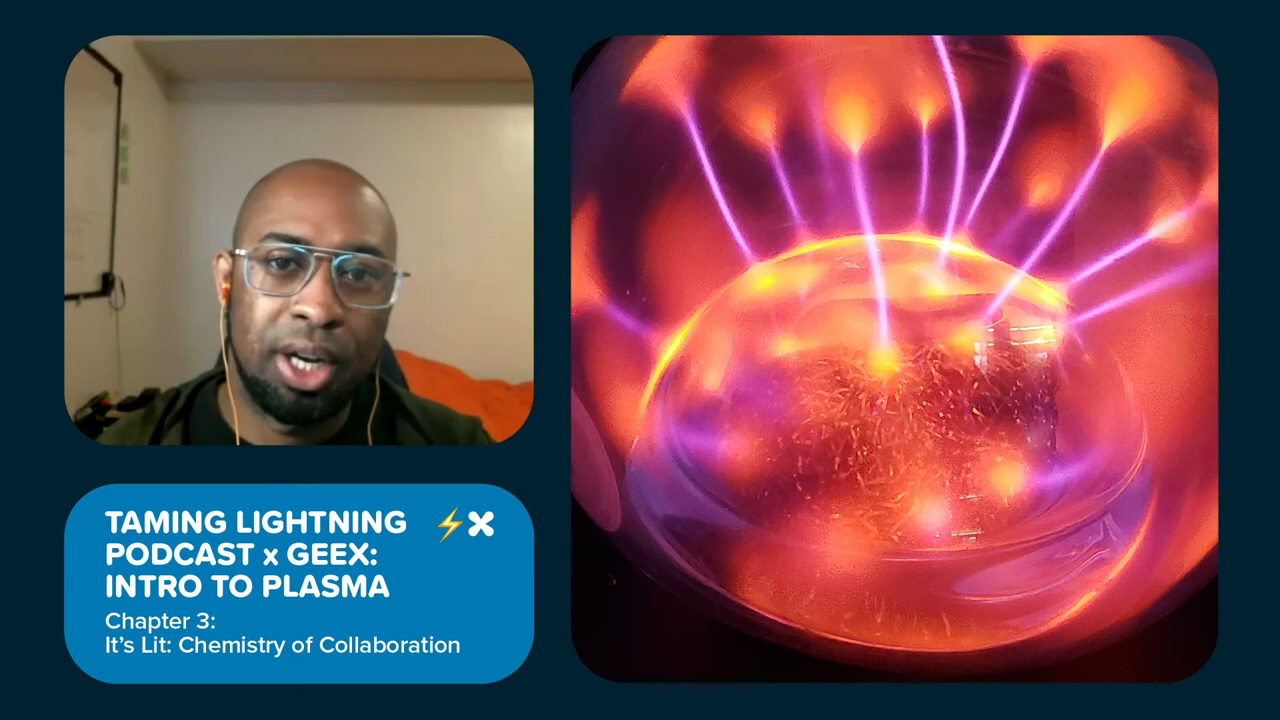 TAMING LIGHTNING
PODCAST x GEEX:
INTRO TO PLASMA
Chapter 3:
It’s Lit: Chemistry of Collaboration